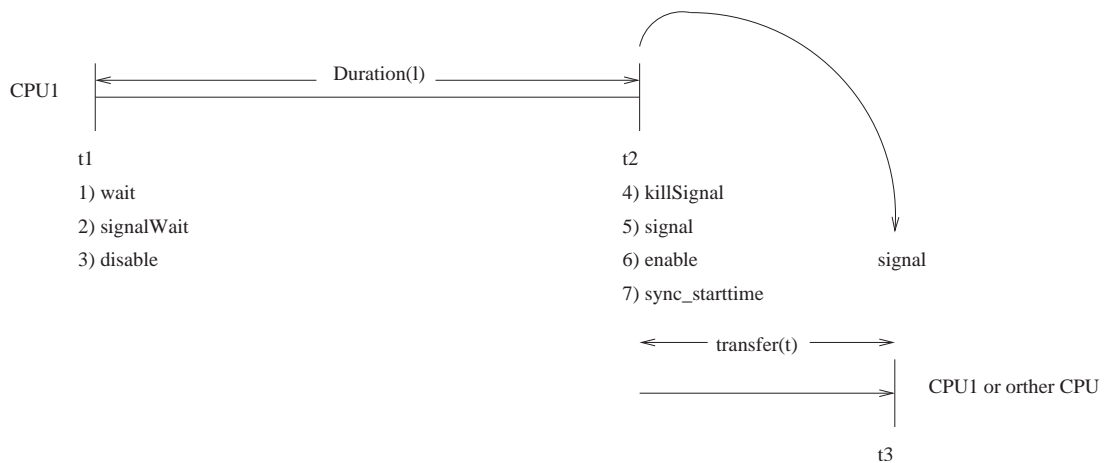 Duration(l)
CPU1
t1
t2
1) wait
4) killSignal
2) signalWait
5) signal
3) disable
6) enable
signal
7) sync_starttime
transfer(t)
CPU1 or orther CPU
t3